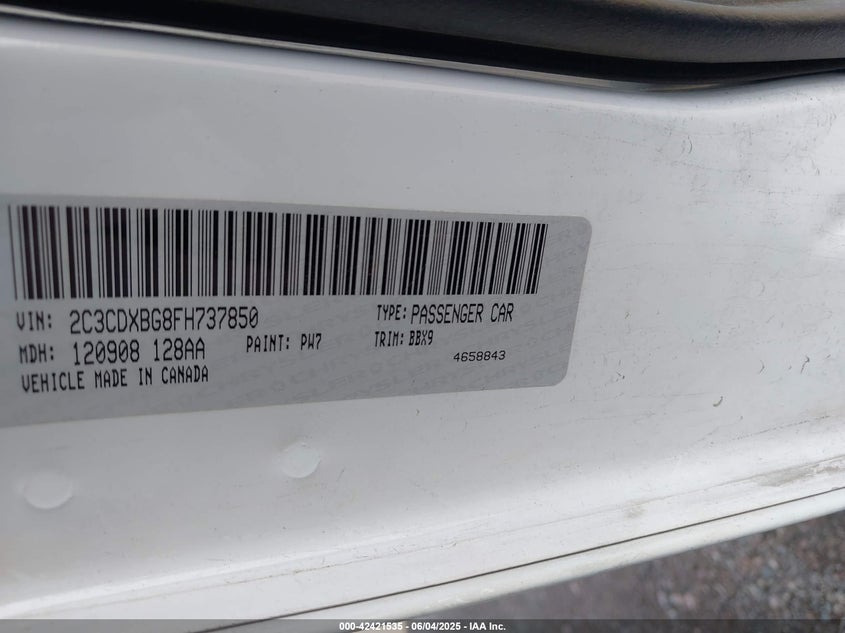 VIN: 2C3CDXBG8FH737850 TYPE: PASSENGER CAR
MDH: 120908 128AA PAINT: PW7 TRIM: BBX9
4658843
VEHICLE MADE IN CANADA
000-42421535 - 06/04/2025 - IAA Inc.